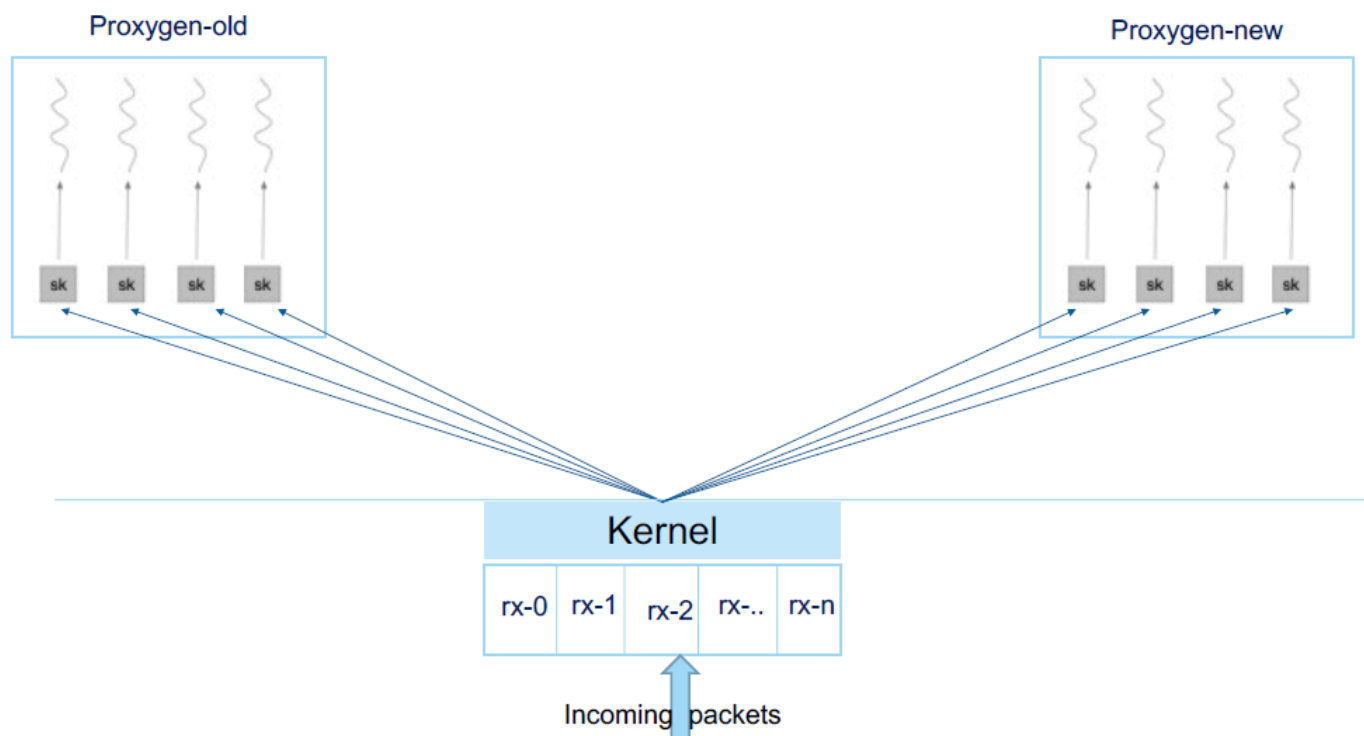 Proxygen-old
Proxygen-new
sk sk sk sk
sk sk sk sk
Kernel
rx-0 rx-1 rx-2 rx-.. rx-n
Incoming packets